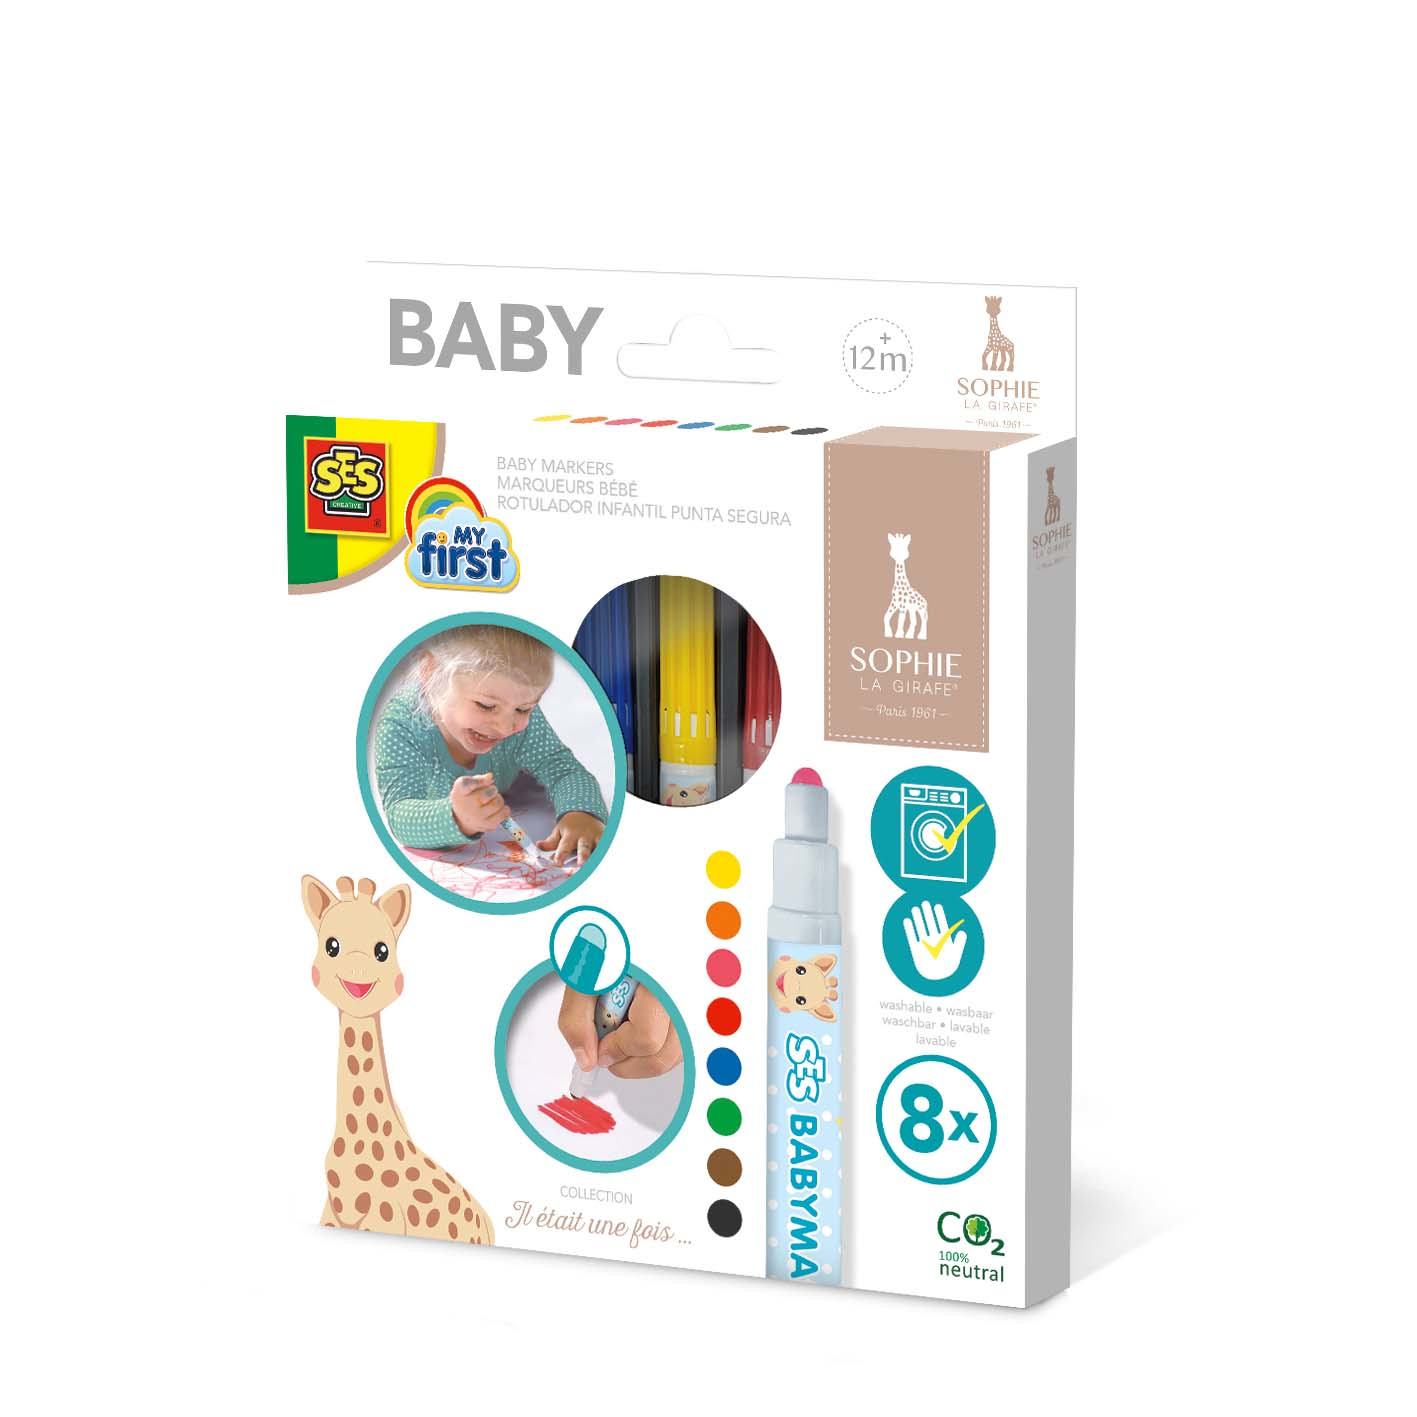 BABY
+
12m
SOPHIE
LA GIRAFE®
Paris 1961
SES
CREATIVE
®
MY
first
BABY MARKERS
MARQUEURS BÉBÉ
ROTULADOR INFANTIL PUNTA SEGURA
SOPHIE
LA GIRAFE®
Paris 1961
SOPHIE
LA GIRAFE®
SES
SES BABYMA
washable • wasbaar
waschbar • lavable
lavable
8x
COLLECTION
Il était une fois ...
CO2
100%
neutral